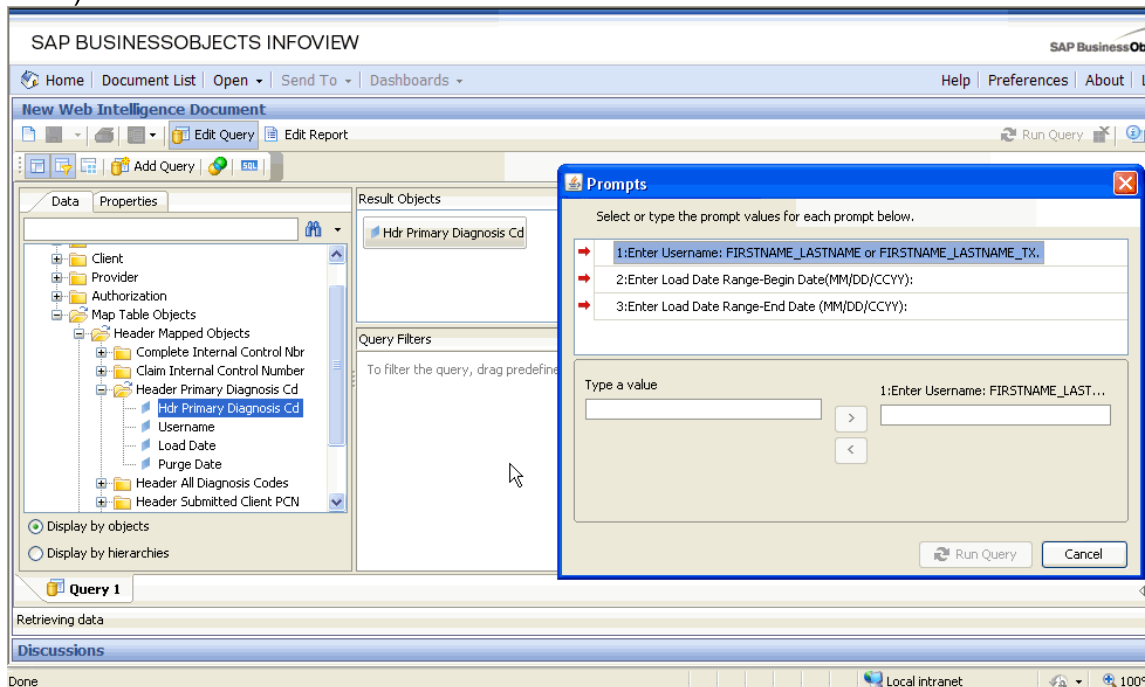 SAP BUSINESSOBJECTS INFOVIEW
SAP BusinessOb
Home Document List Open Send To Dashboards Help Preferences About
New Web Intelligence Document
Edit Query Edit Report Run Query
Add Query SQL
Data Properties
Client
Provider
Authorization
Map Table Objects
Header Mapped Objects
Complete Internal Control Nbr
Claim Internal Control Number
Header Primary Diagnosis Cd
Hdr Primary Diagnosis Cd
Username
Load Date
Purge Date
Header All Diagnosis Codes
Header Submitted Client PCN
Display by objects
Display by hierarchies
Result Objects
Hdr Primary Diagnosis Cd
Query Filters
To filter the query, drag predefine
Prompts
Select or type the prompt values for each prompt below.
1:Enter Username: FIRSTNAME_LASTNAME or FIRSTNAME_LASTNAME_TX.
2:Enter Load Date Range-Begin Date(MM/DD/CCYY):
3:Enter Load Date Range-End Date (MM/DD/CCYY):
Type a value
1:Enter Username: FIRSTNAME_LAST...
>
<
Run Query Cancel
Query 1
Retrieving data
Discussions
Done Local intranet 100%